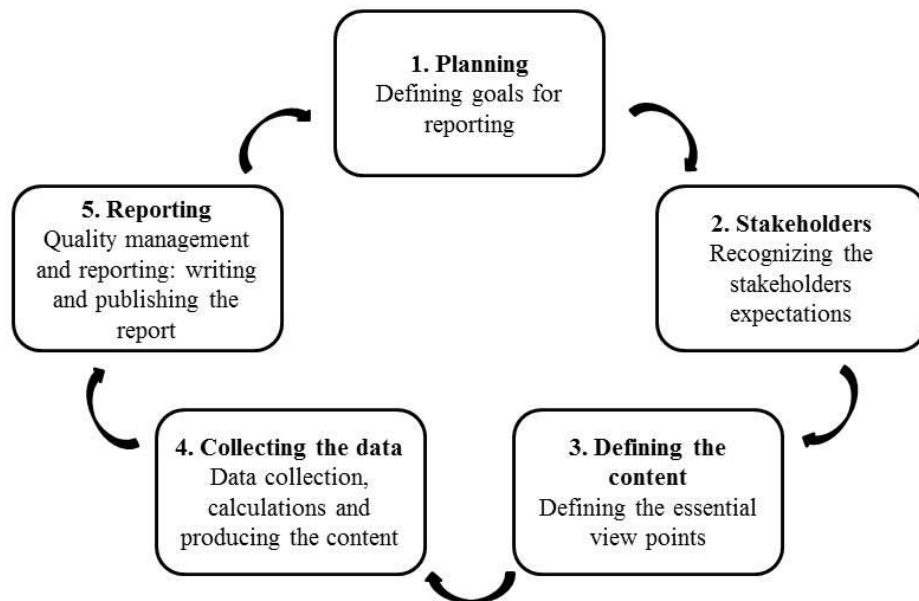 1. Planning
Defining goals for
reporting
2. Stakeholders
Recognizing the
stakeholders
expectations
3. Defining the
content
Defining the essential
view points
4. Collecting the data
Data collection,
calculations and
producing the content
5. Reporting
Quality management
and reporting: writing
and publishing the
report